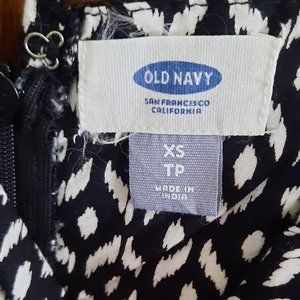 OLD NAVY
SAN FRANCISCO
CALIFORNIA
XS
TP
MADE IN
INDIA